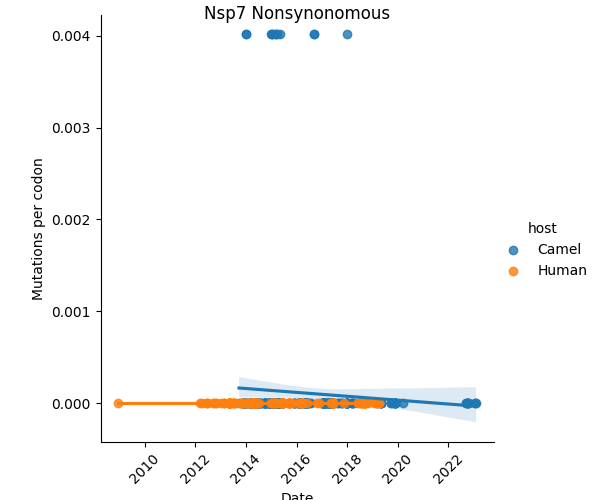 Nsp7 Nonsynonomous
0.004
0.003
0.002
0.001
0.000
Mutations per codon
host
Camel
Human
2010
2012
2014
2016
2018
2020
2022
Date